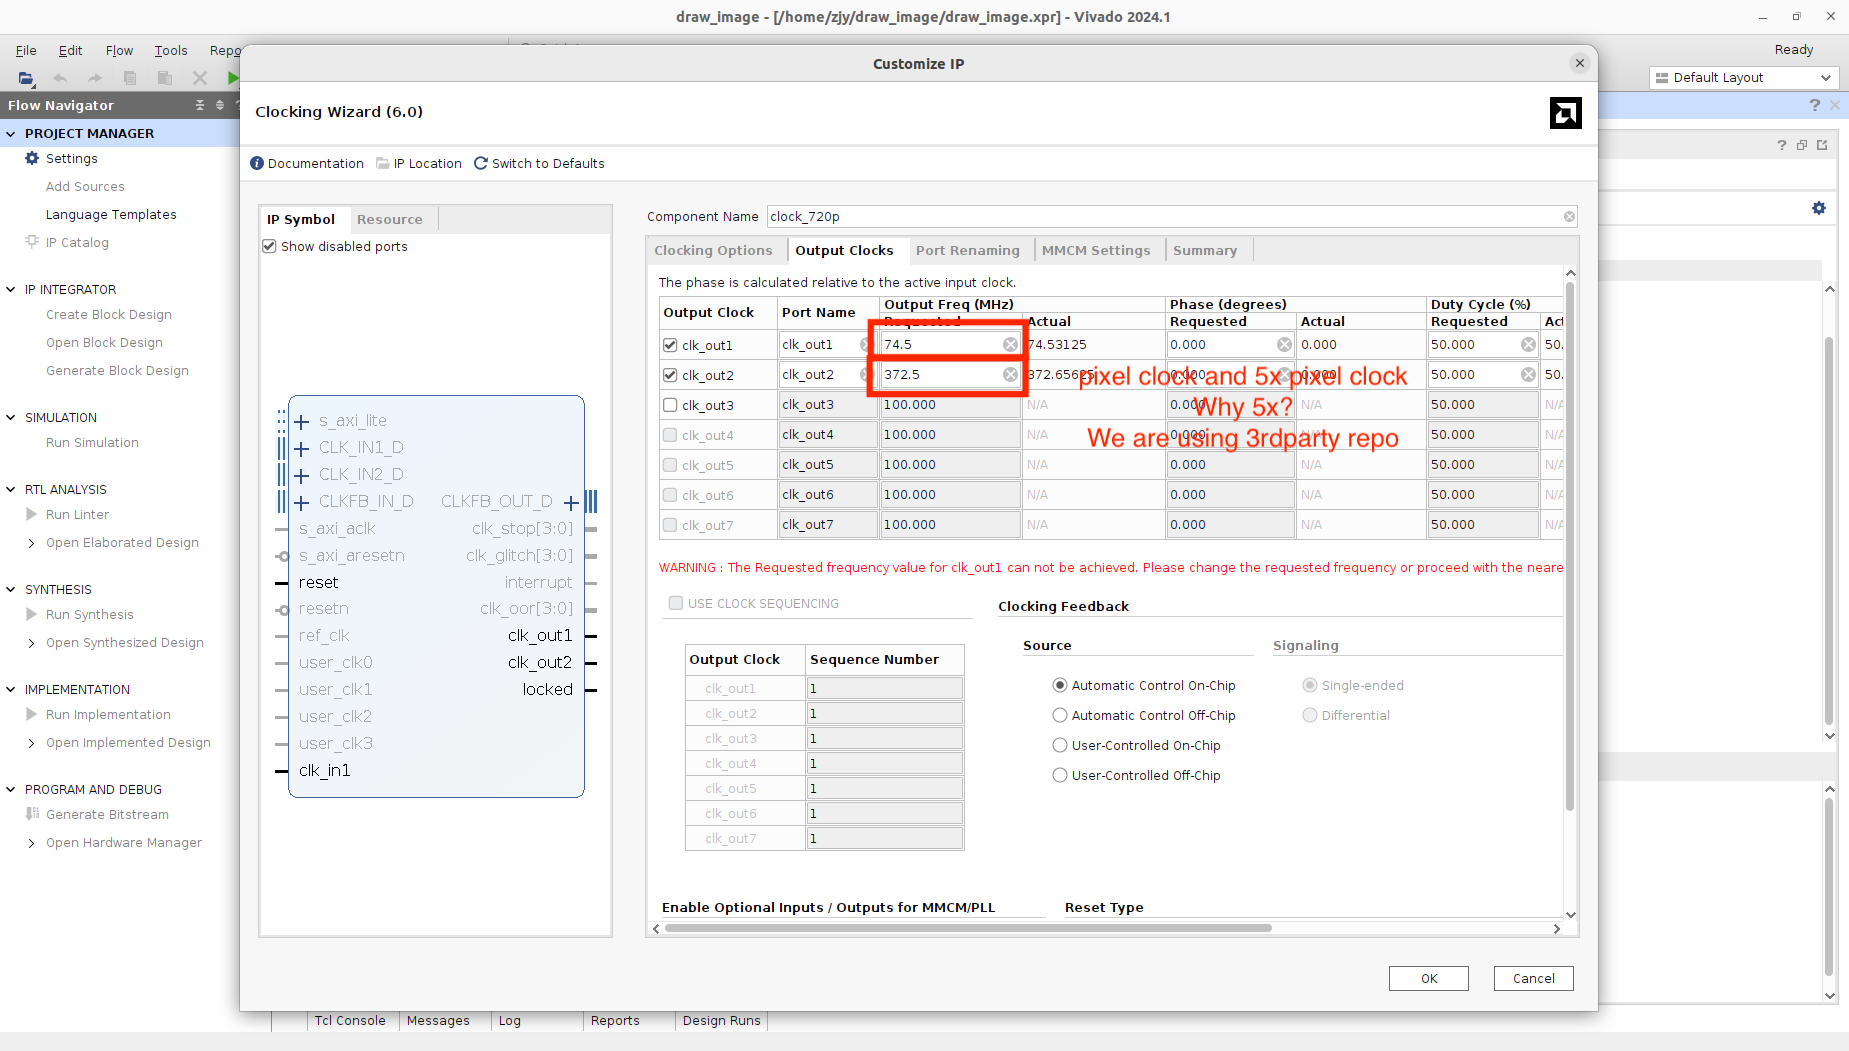 draw_image - [/home/zjy/draw_image/draw_image.xpr] - Vivado 2024.1
File Edit Flow Tools Repo
Ready
Default Layout
Customize IP
Flow Navigator
Clocking Wizard (6.0)
PROJECT MANAGER
Settings
Add Sources
Language Templates
IP Catalog
IP INTEGRATOR
Create Block Design
Open Block Design
Generate Block Design
SIMULATION
Run Simulation
RTL ANALYSIS
Run Linter
Open Elaborated Design
SYNTHESIS
Run Synthesis
Open Synthesized Design
IMPLEMENTATION
Run Implementation
Open Implemented Design
PROGRAM AND DEBUG
Generate Bitstream
Open Hardware Manager
Documentation IP Location Switch to Defaults
IP Symbol Resource
Show disabled ports
s_axi_lite
CLK_IN1_D
CLK_IN2_D
CLKFB_IN_D CLKFB_OUT_D
s_axi_aclk clk_stop[3:0]
s_axi_aresetn clk_glitch[3:0]
reset interrupt
resetn clk_oor[3:0]
ref_clk clk_out1
user_clk0 clk_out2
user_clk1 locked
user_clk2
user_clk3
clk_in1
Component Name clock_720p
Clocking Options Output Clocks Port Renaming MMCM Settings Summary
The phase is calculated relative to the active input clock.
Output Clock Port Name Output Freq (MHz) Phase (degrees) Duty Cycle (%)
Requested Actual Requested Actual Requested Act
clk_out1 clk_out1 74.5 74.53125 0.000 0.000 50.000 50.
clk_out2 clk_out2 372.5 372.65625 0.000 0.000 50.000 50.
clk_out3 clk_out3 100.000 N/A 0.000 N/A 50.000 N/A
clk_out4 clk_out4 100.000 N/A 0.000 N/A 50.000 N/A
clk_out5 clk_out5 100.000 N/A 0.000 N/A 50.000 N/A
clk_out6 clk_out6 100.000 N/A 0.000 N/A 50.000 N/A
clk_out7 clk_out7 100.000 N/A 0.000 N/A 50.000 N/A
pixel clock and 5x pixel clock
Why 5x?
We are using 3rdparty repo
WARNING : The Requested frequency value for clk_out1 can not be achieved. Please change the requested frequency or proceed with the neare
USE CLOCK SEQUENCING
Output Clock Sequence Number
clk_out1 1
clk_out2 1
clk_out3 1
clk_out4 1
clk_out5 1
clk_out6 1
clk_out7 1
Clocking Feedback
Source Signaling
Automatic Control On-Chip Single-ended
Automatic Control Off-Chip Differential
User-Controlled On-Chip
User-Controlled Off-Chip
Enable Optional Inputs / Outputs for MMCM/PLL Reset Type
OK Cancel
Tcl Console Messages Log Reports Design Runs